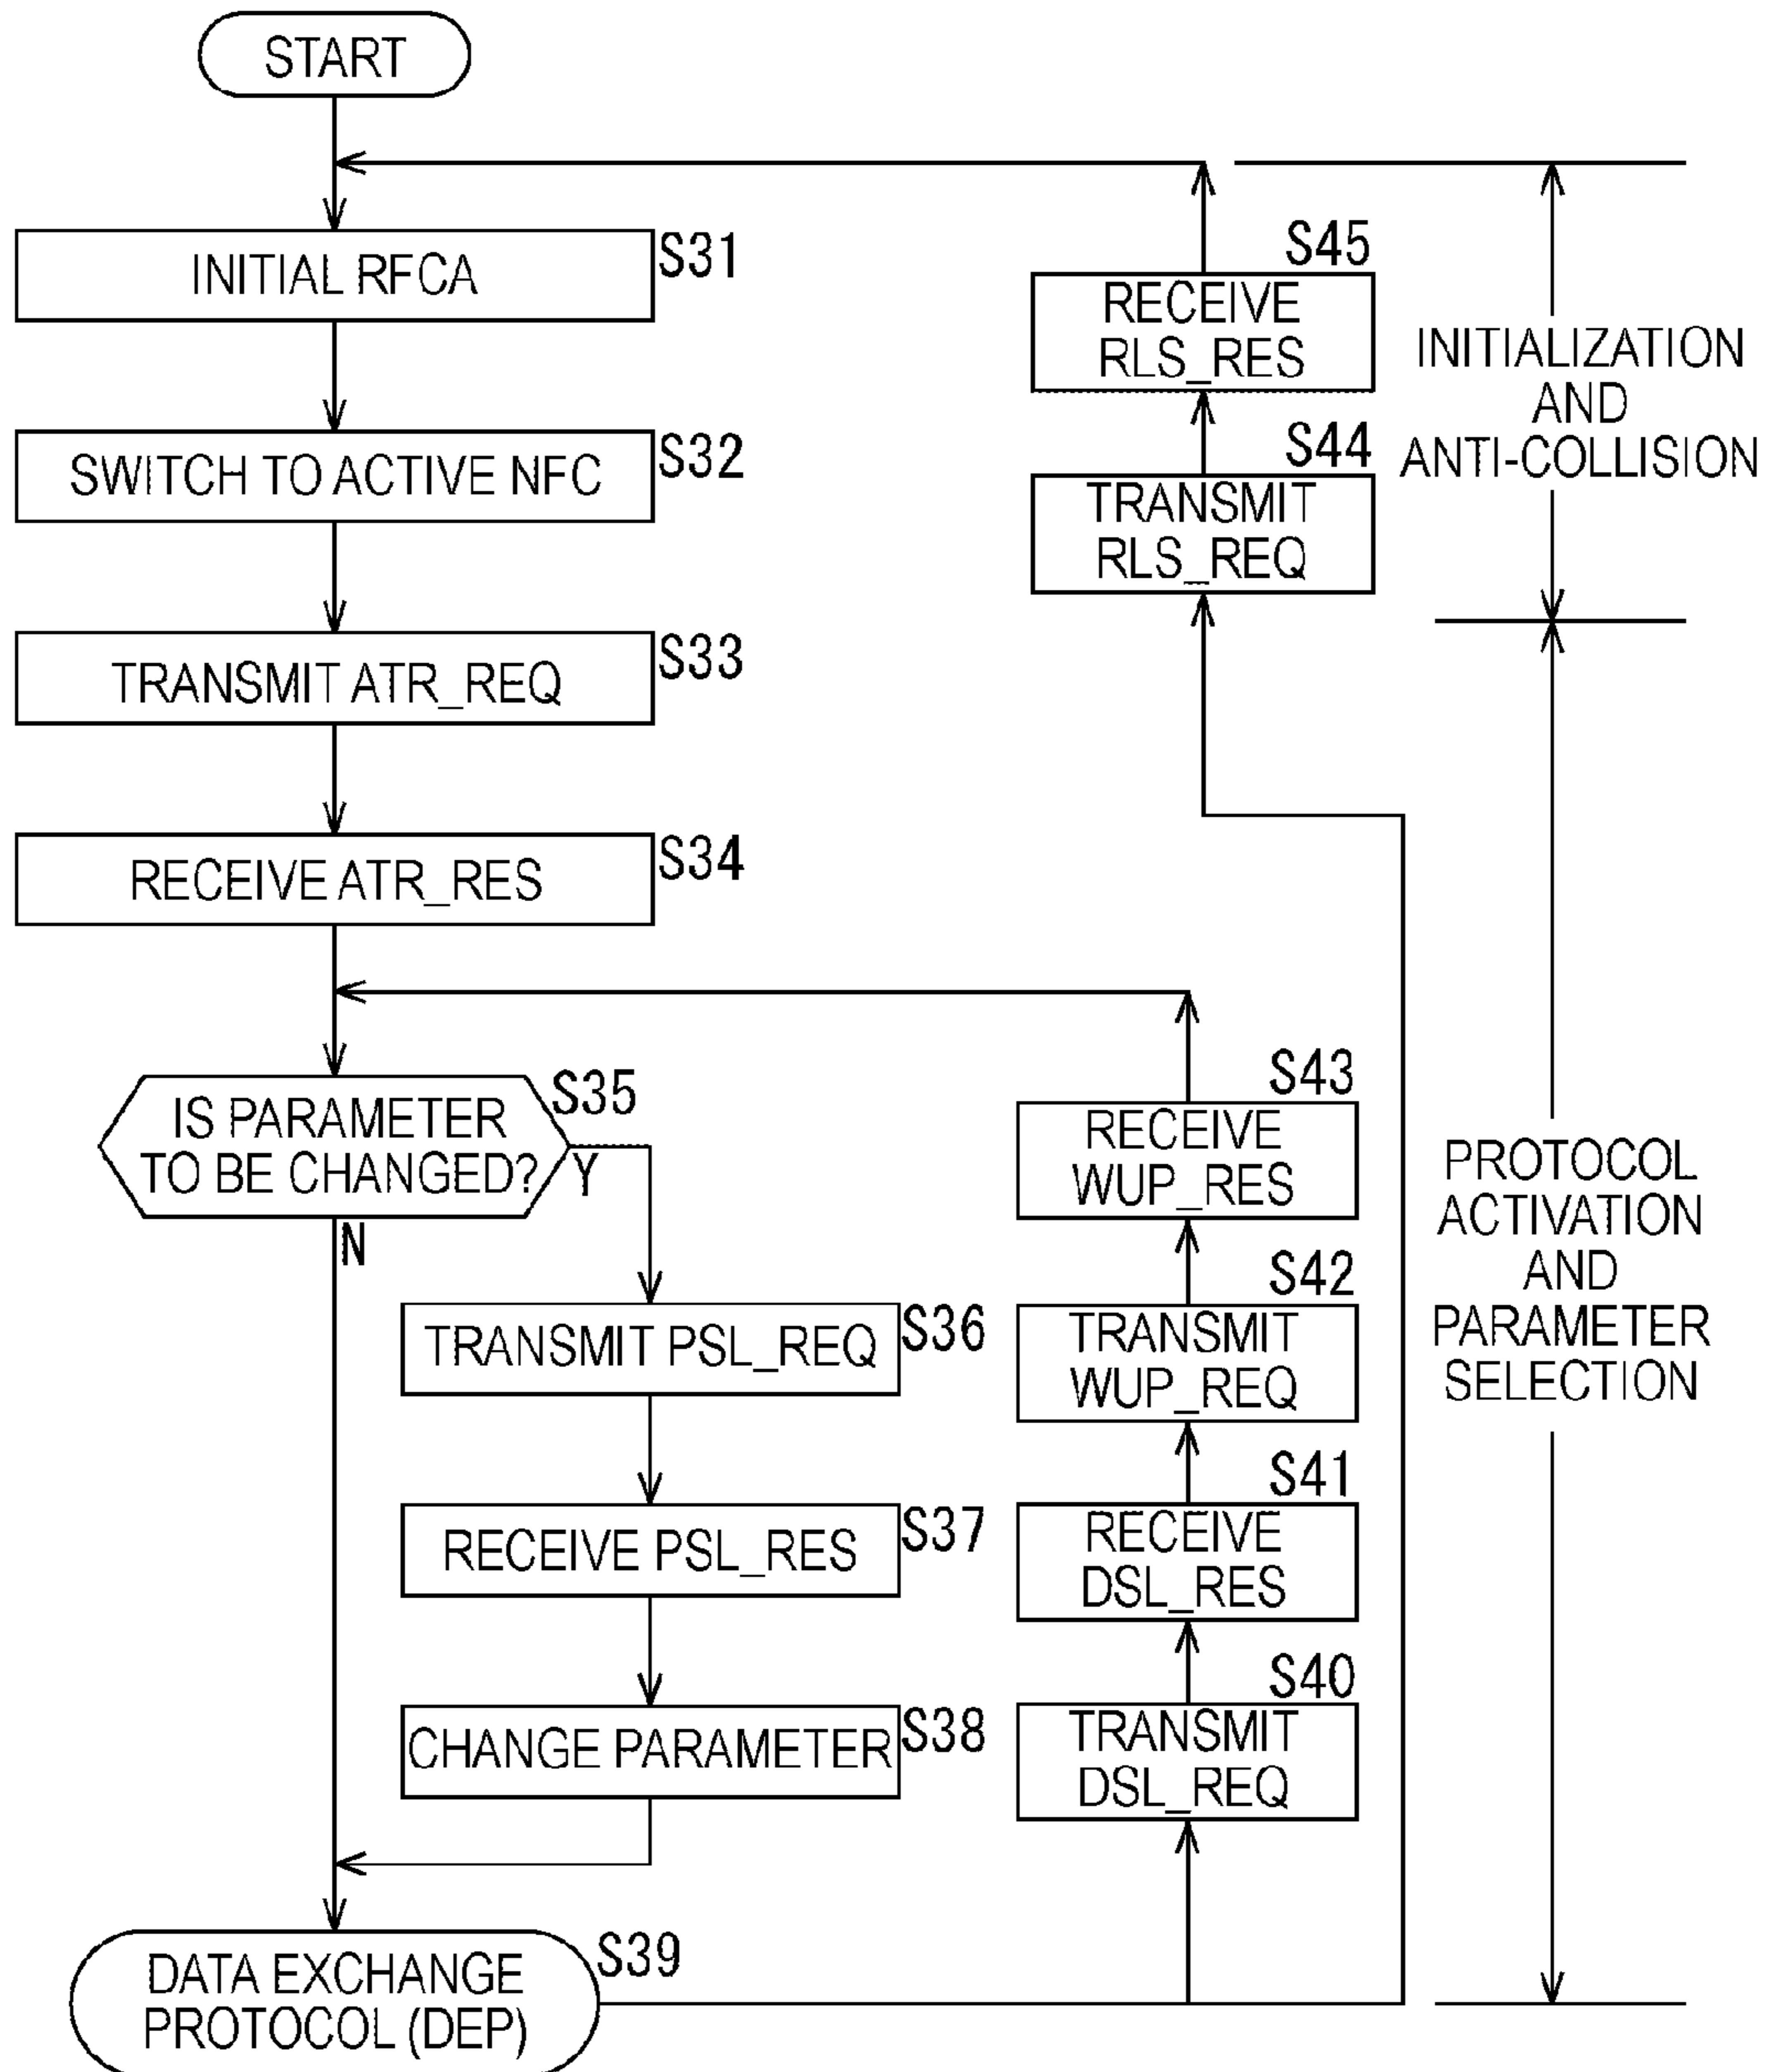 START
INITIAL RFCA
S31
SWITCH TO ACTIVE NFC
S32
TRANSMIT ATR_REQ
S33
RECEIVE ATR_RES
S34
IS PARAMETER
TO BE CHANGED?
S35
Y
N
TRANSMIT PSL_REQ
S36
RECEIVE PSL_RES
S37
CHANGE PARAMETER
S38
DATA EXCHANGE
PROTOCOL (DEP)
S39
S45
RECEIVE
RLS_RES
S44
TRANSMIT
RLS_REQ
S43
RECEIVE
WUP_RES
S42
TRANSMIT
WUP_REQ
S41
RECEIVE
DSL_RES
S40
TRANSMIT
DSL_REQ
INITIALIZATION
AND
ANTI-COLLISION
PROTOCOL
ACTIVATION
AND
PARAMETER
SELECTION